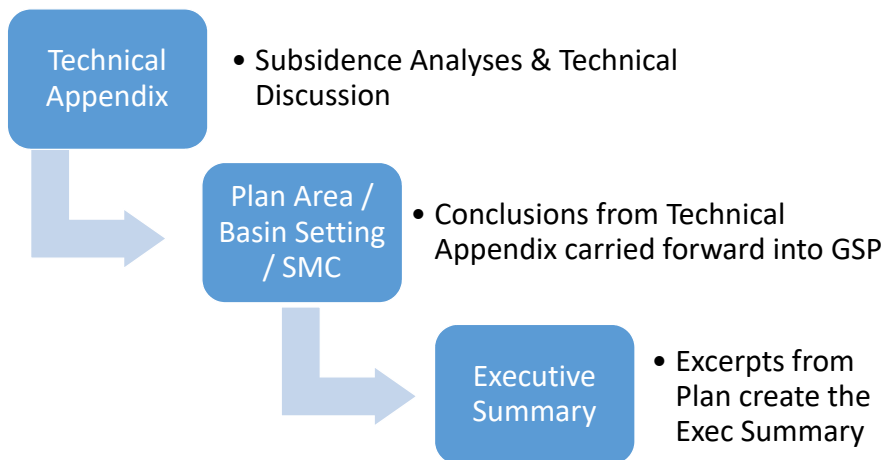 Technical
Appendix
• Subsidence Analyses & Technical
Discussion
Plan Area /
Basin Setting
/ SMC
• Conclusions from Technical
Appendix carried forward into GSP
Executive
Summary
• Excerpts from
Plan create the
Exec Summary